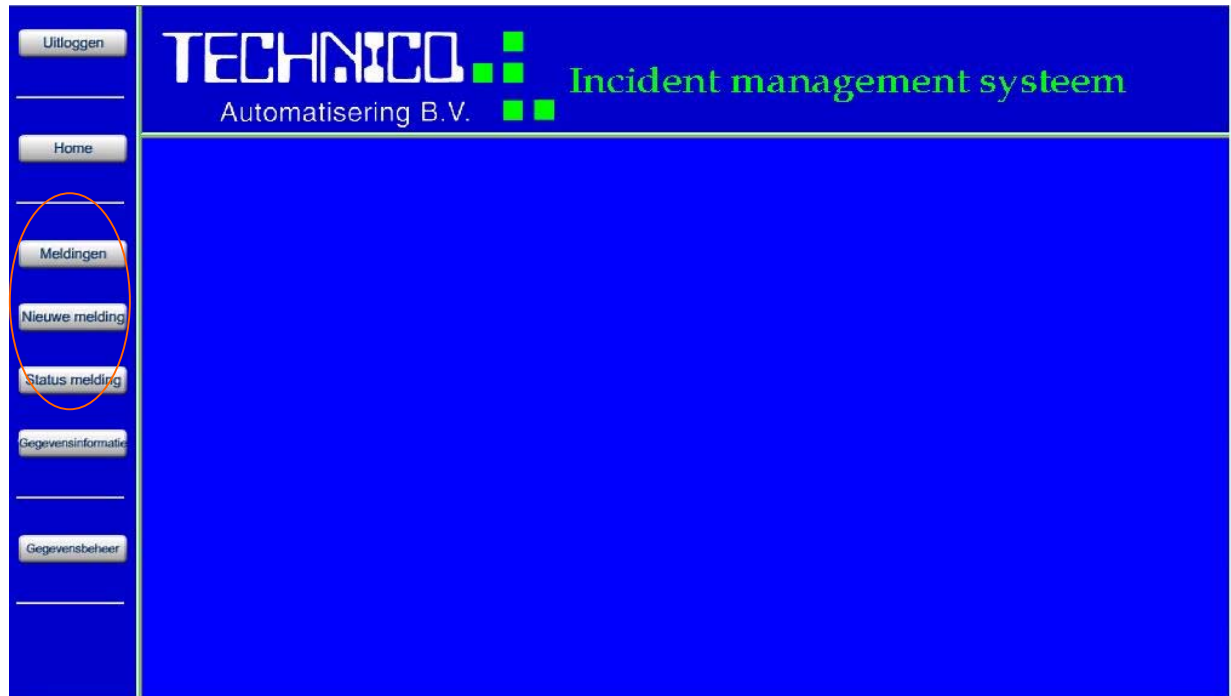 Uitloggen
TECHNICO
Automatisering B.V.
Incident management systeem
Home
Meldingen
Nieuwe melding
Status melding
Gegevensinformatie
Gegevensbeheer